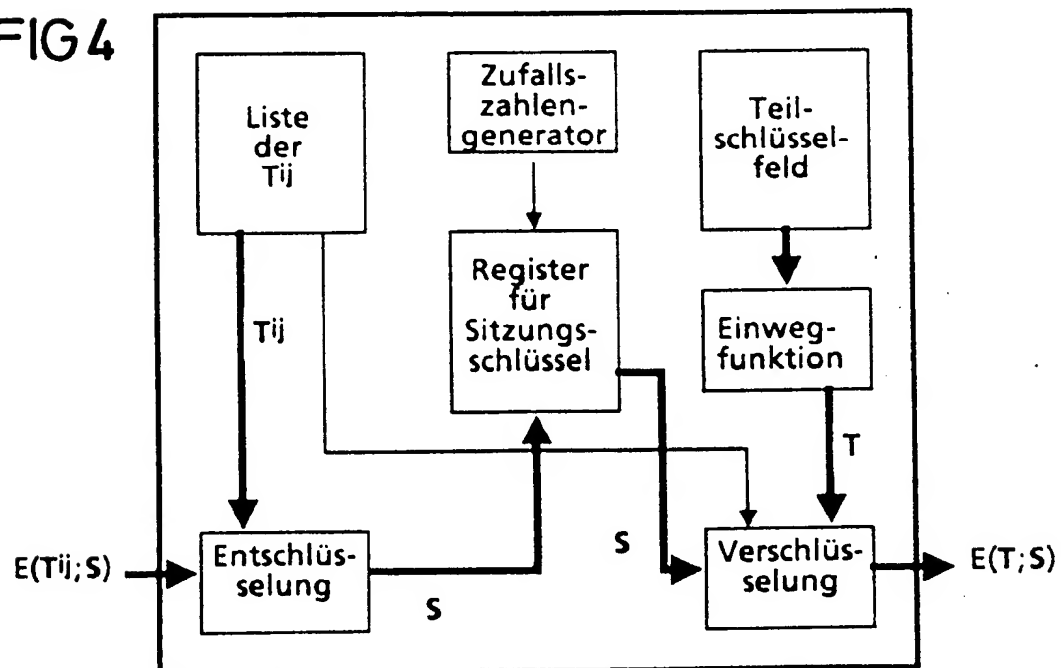 FIG 4
Liste
der
Tij
Zufalls-
zahlen-
generator
Teil-
schlüssel-
feld
Register
für
Sitzungs-
schlüssel
Einweg-
funktion
Tij
T
E(Tij;S)
Entschlüs-
selung
S
S
Verschlüs-
selung
E(T;S)